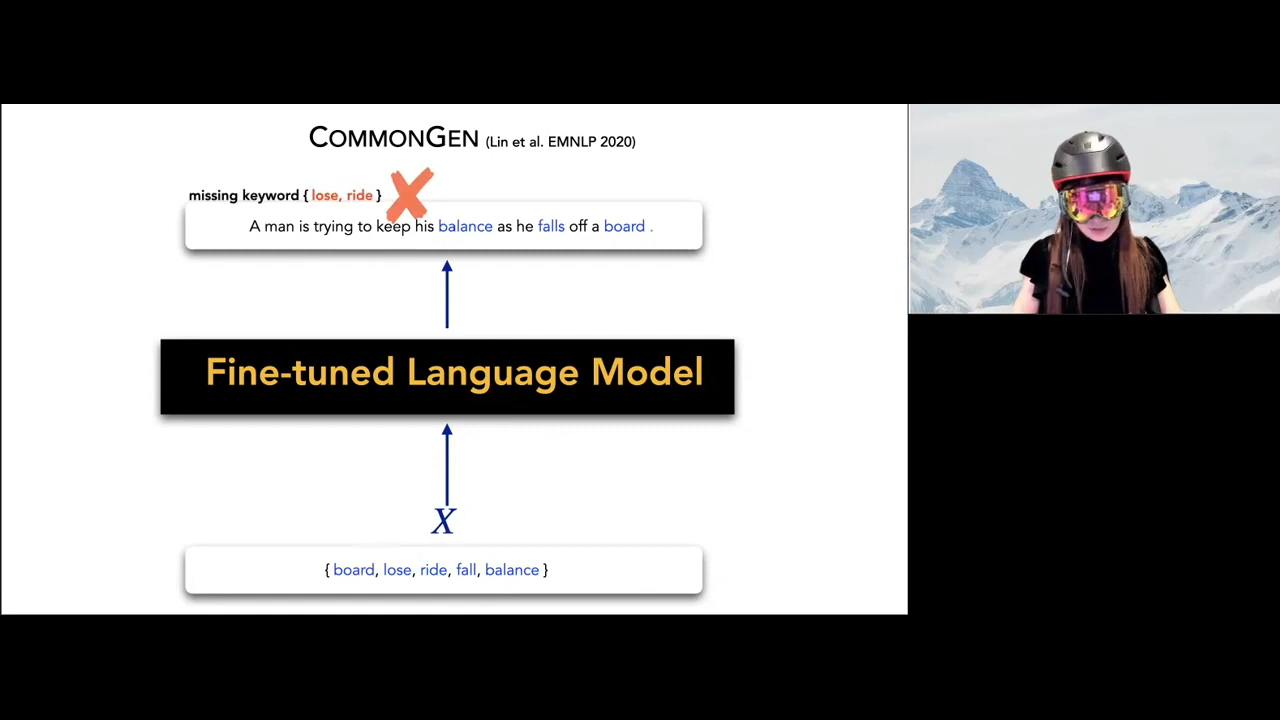 COMMONGEN (Lin et al. EMNLP 2020)
missing keyword { lose, ride }
A man is trying to keep his balance as he falls off a board .
Fine-tuned Language Model
X
{ board, lose, ride, fall, balance }